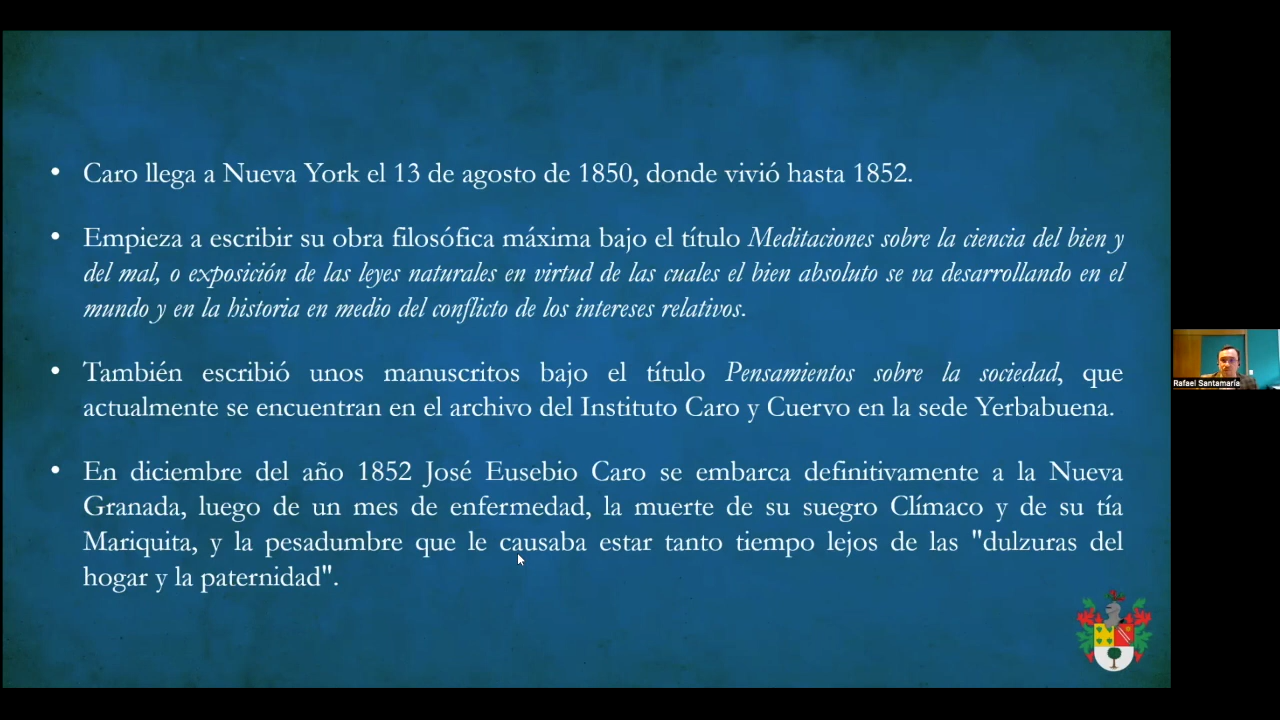 • Caro llega a Nueva York el 13 de agosto de 1850, donde vivió hasta 1852.
• Empieza a escribir su obra filosófica máxima bajo el título Meditaciones sobre la ciencia del bien y
del mal, o exposición de las leyes naturales en virtud de las cuales el bien absoluto se va desarrollando en el
mundo y en la historia en medio del conflicto de los intereses relativos.
• También escribió unos manuscritos bajo el título Pensamientos sobre la sociedad, que
actualmente se encuentran en el archivo del Instituto Caro y Cuervo en la sede Yerbabuena.
• En diciembre del año 1852 José Eusebio Caro se embarca definitivamente a la Nueva
Granada, luego de un mes de enfermedad, la muerte de su suegro Clímaco y de su tía
Mariquita, y la pesadumbre que le causaba estar tanto tiempo lejos de las "dulzuras del
hogar y la paternidad".
Rafael Santamaría